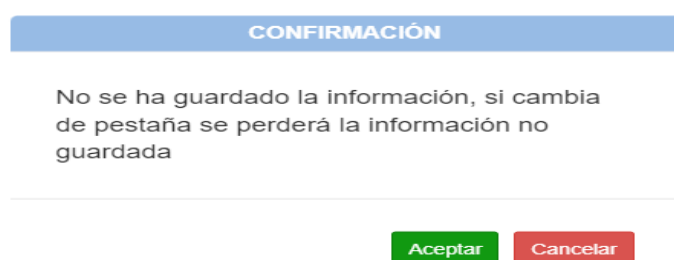 CONFIRMACIÓN
No se ha guardado la información, si cambia
de pestaña se perderá la información no
guardada
Aceptar Cancelar